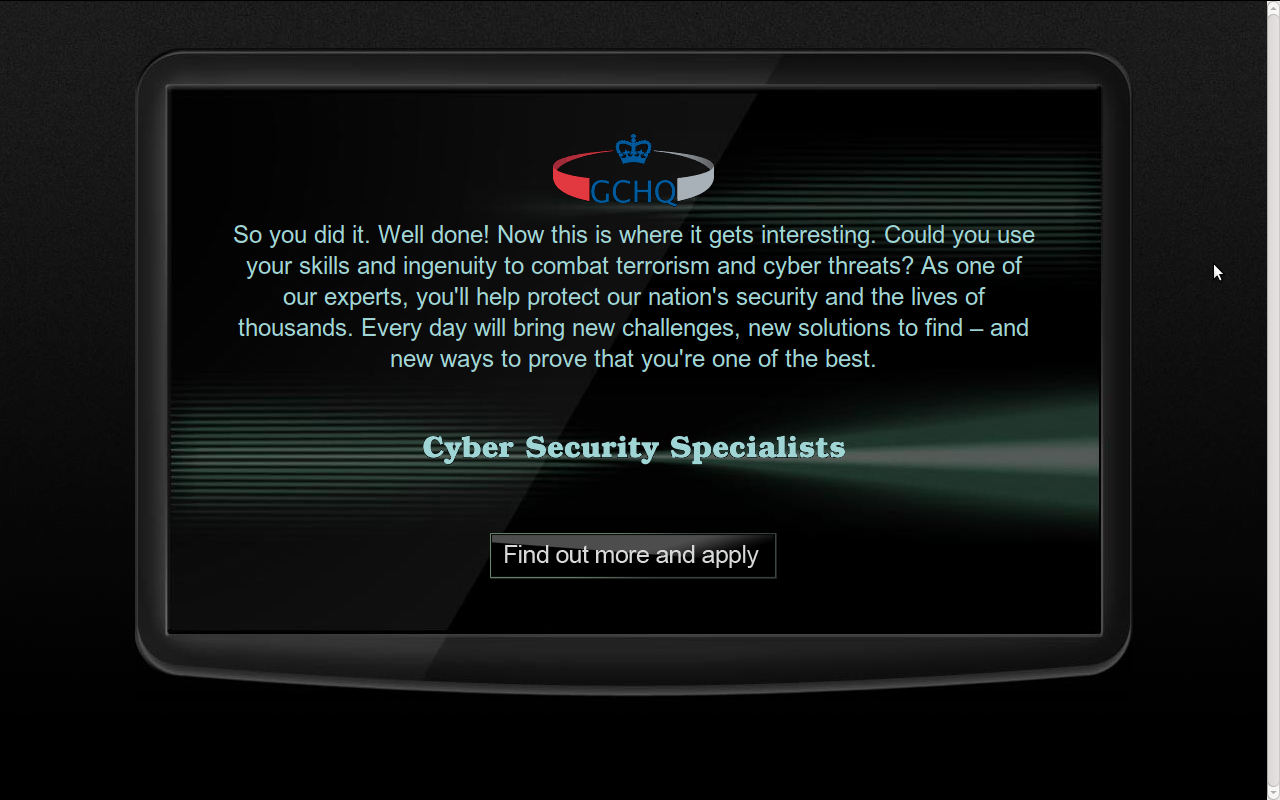 GCHQ
So you did it. Well done! Now this is where it gets interesting. Could you use
your skills and ingenuity to combat terrorism and cyber threats? As one of
our experts, you'll help protect our nation's security and the lives of
thousands. Every day will bring new challenges, new solutions to find – and
new ways to prove that you're one of the best.
Cyber Security Specialists
Find out more and apply